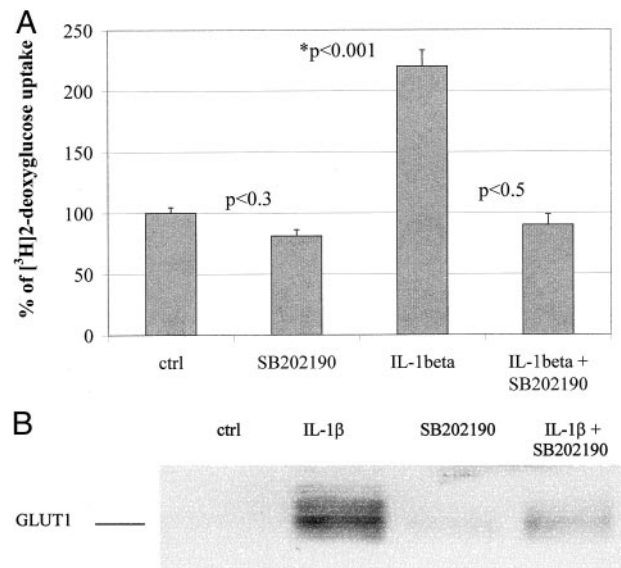 A
% of [³H]2-deoxyglucose uptake
250
200
150
100
50
0
*p<0.001
p<0.3
p<0.5
ctrl
SB202190
IL-1beta
IL-1beta +
SB202190
B
ctrl
IL-1β
SB202190
IL-1β +
SB202190
GLUT1